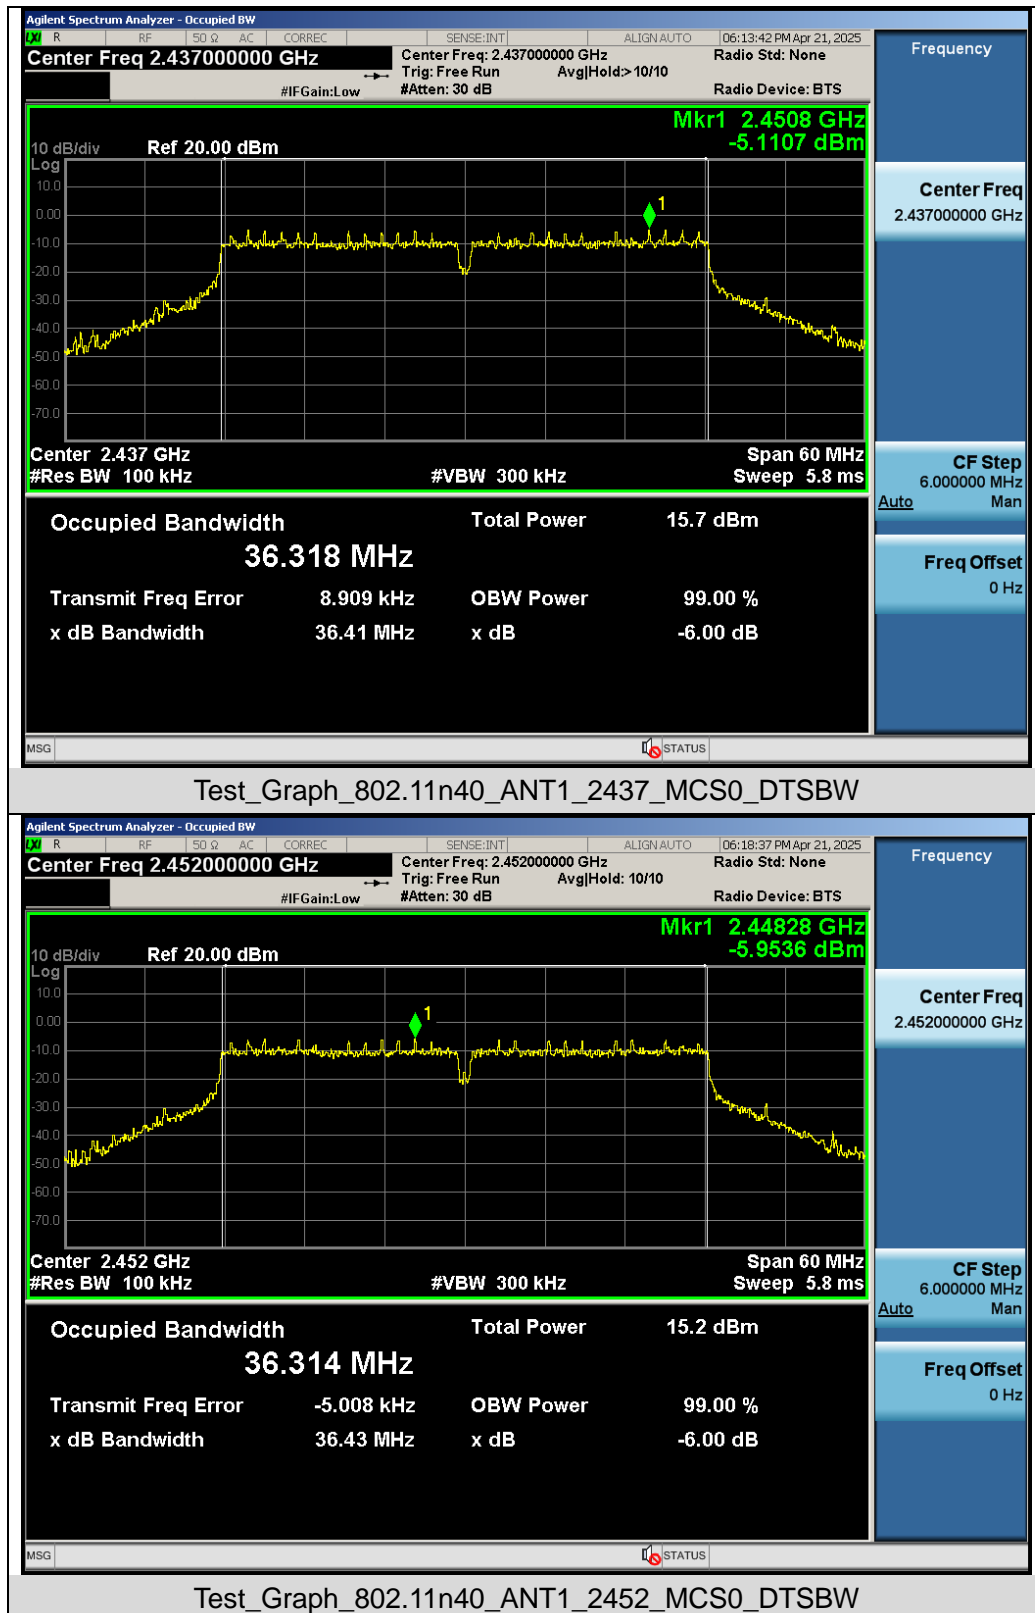 Agilent Spectrum Analyzer - Occupied BW
LXI R RF 50 Ω AC CORREC SENSE:INT ALIGN AUTO 06:13:42 PM Apr 21, 2025
Center Freq 2.437000000 GHz Center Freq: 2.437000000 GHz Radio Std: None
Trig: Free Run Avg|Hold:>10/10
#IFGain:Low #Atten: 30 dB Radio Device: BTS
Frequency
Mkr1 2.4508 GHz
-5.1107 dBm
10 dB/div Ref 20.00 dBm
Log
10.0
0.00
-10.0
-20.0
-30.0
-40.0
-50.0
-60.0
-70.0
1
Center 2.437 GHz Span 60 MHz
#Res BW 100 kHz #VBW 300 kHz Sweep 5.8 ms
Center Freq
2.437000000 GHz
CF Step
6.000000 MHz
Auto Man
Freq Offset
0 Hz
Occupied Bandwidth Total Power 15.7 dBm
36.318 MHz
Transmit Freq Error 8.909 kHz OBW Power 99.00 %
x dB Bandwidth 36.41 MHz x dB -6.00 dB
MSG STATUS
Test_Graph_802.11n40_ANT1_2437_MCS0_DTSBW
Agilent Spectrum Analyzer - Occupied BW
LXI R RF 50 Ω AC CORREC SENSE:INT ALIGN AUTO 06:18:37 PM Apr 21, 2025
Center Freq 2.452000000 GHz Center Freq: 2.452000000 GHz Radio Std: None
Trig: Free Run Avg|Hold: 10/10
#IFGain:Low #Atten: 30 dB Radio Device: BTS
Frequency
Mkr1 2.44828 GHz
-5.9536 dBm
10 dB/div Ref 20.00 dBm
Log
10.0
0.00
-10.0
-20.0
-30.0
-40.0
-50.0
-60.0
-70.0
1
Center 2.452 GHz Span 60 MHz
#Res BW 100 kHz #VBW 300 kHz Sweep 5.8 ms
Center Freq
2.452000000 GHz
CF Step
6.000000 MHz
Auto Man
Freq Offset
0 Hz
Occupied Bandwidth Total Power 15.2 dBm
36.314 MHz
Transmit Freq Error -5.008 kHz OBW Power 99.00 %
x dB Bandwidth 36.43 MHz x dB -6.00 dB
MSG STATUS
Test_Graph_802.11n40_ANT1_2452_MCS0_DTSBW